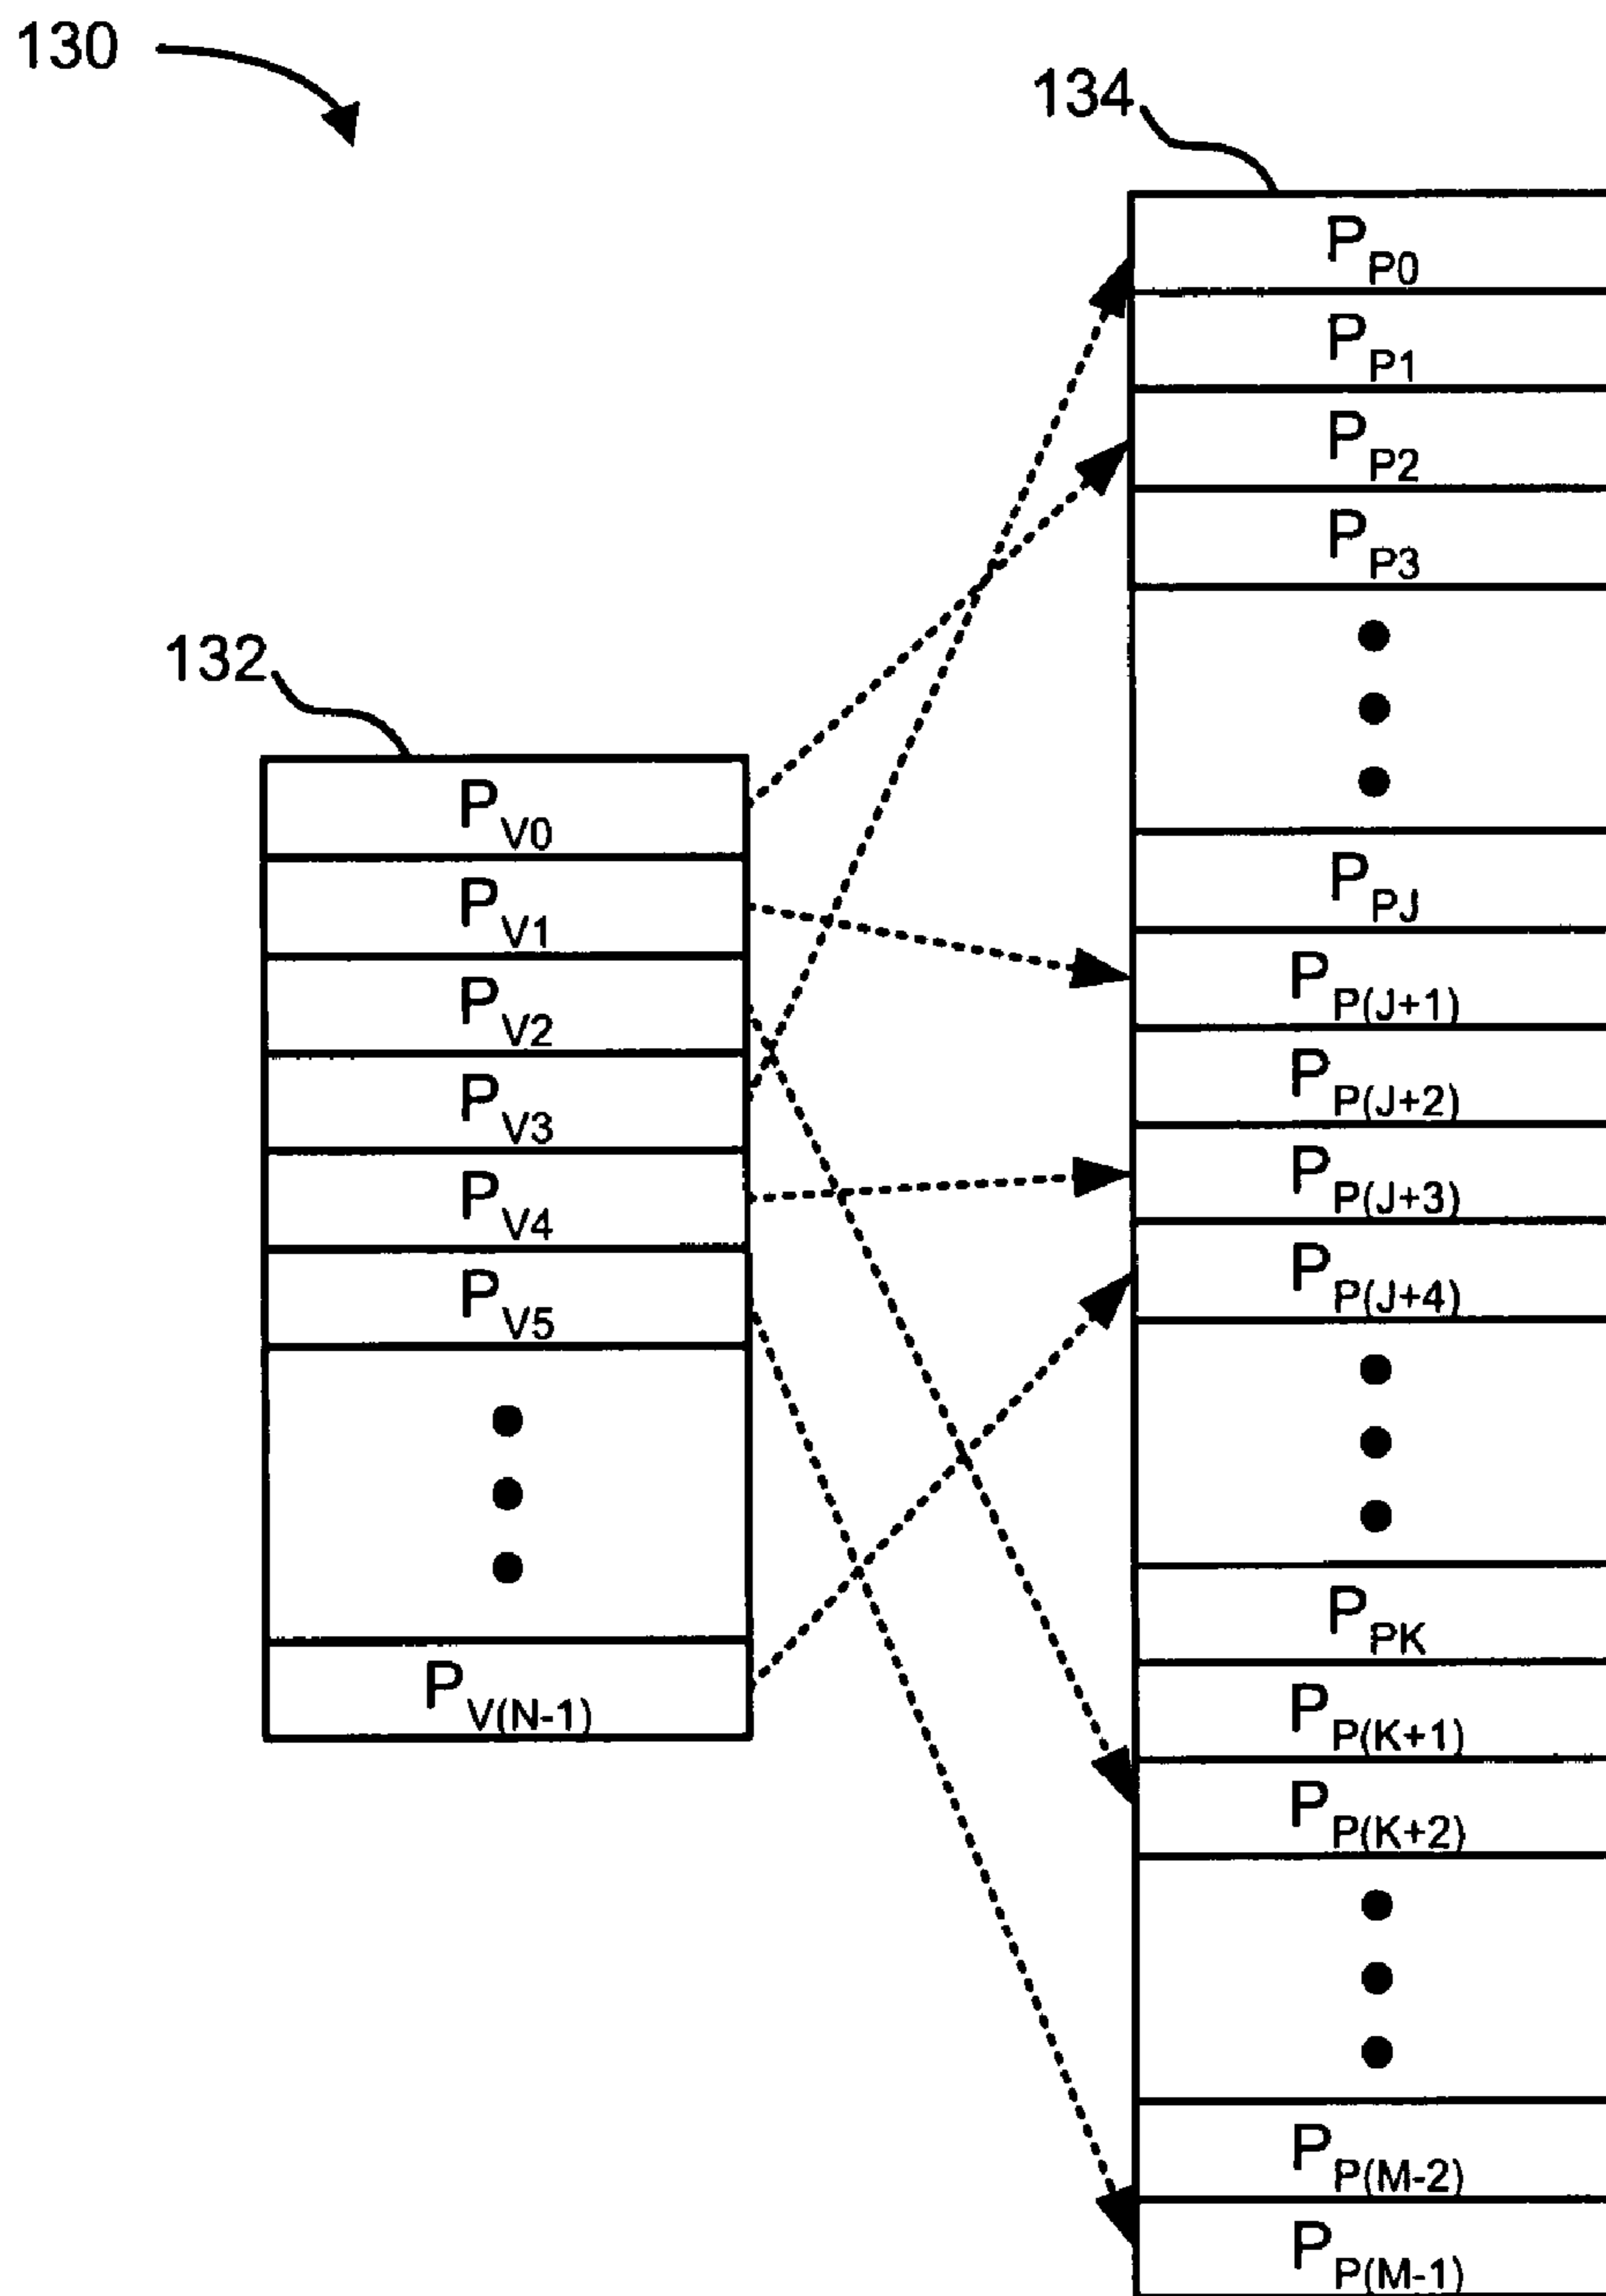 130
134
P_P0
P_P1
P_P2
P_P3
P_PJ
P_P(J+1)
P_P(J+2)
P_P(J+3)
P_P(J+4)
P_PK
P_P(K+1)
P_P(K+2)
P_P(M-2)
P_P(M-1)
132
P_V0
P_V1
P_V2
P_V3
P_V4
P_V5
P_V(N-1)